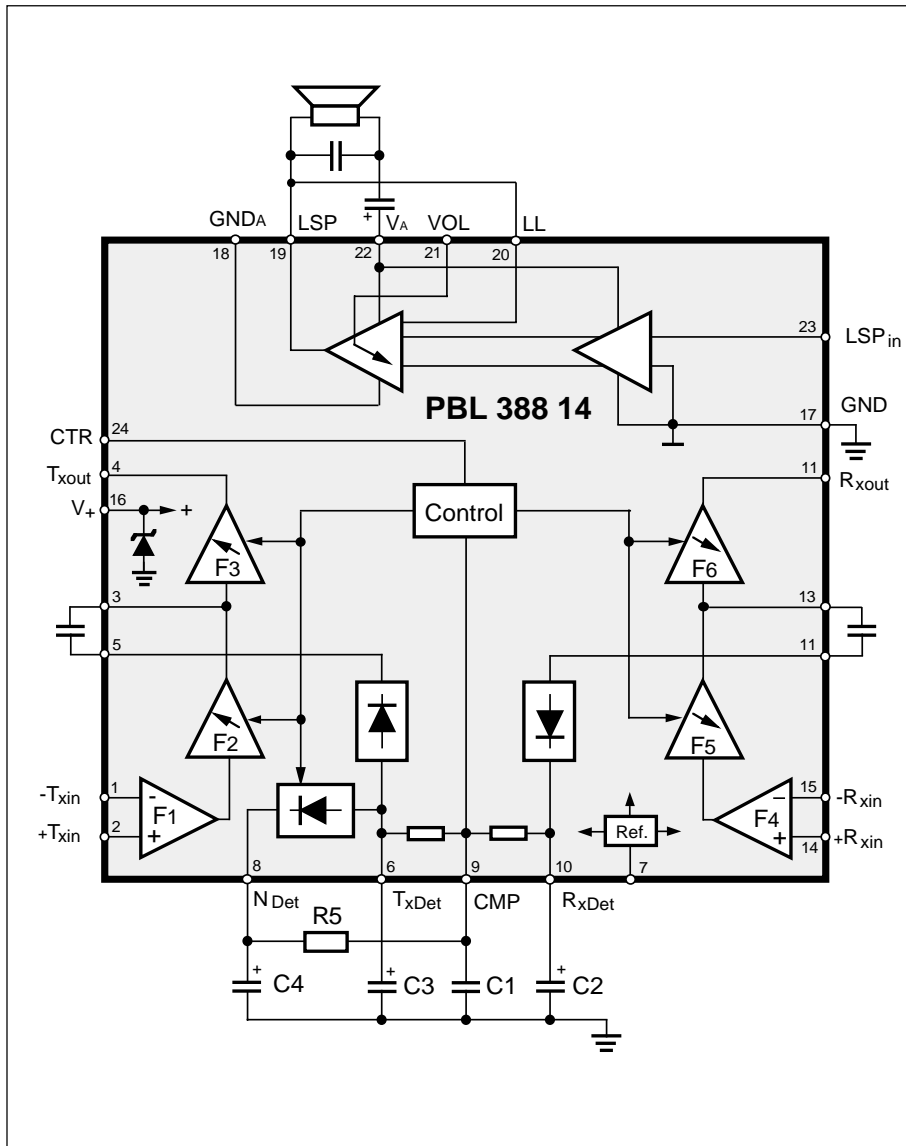 GNDA LSP VA VOL LL
18 19 22 21 20
+
23
LSPin
PBL 388 14
17
GND
24
CTR
4
Txout
11
Rxout
16
V+
+
Control
F3
F6
3
13
5
11
F2
F5
1
-Txin
-
F1
+Txin
2
+
15
-Rxin
–
F4
+
14
+Rxin
Ref.
8 6 9 10 7
NDet TxDet CMP RxDet
R5
+ C4 + C3 C1 + C2